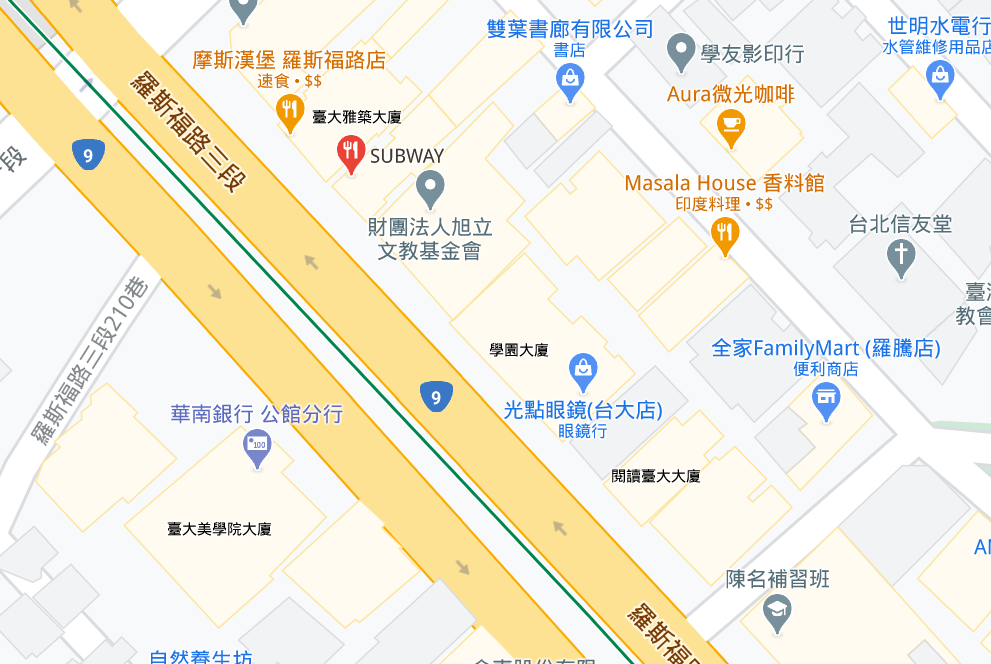 雙葉書廊有限公司
書店
世明水電行
水管維修用品店
學友影印行
摩斯漢堡 羅斯福路店
速食 • $$
Aura微光咖啡
臺大雅築大廈
羅斯福路三段
9
SUBWAY
段
Masala House 香料館
印度料理 • $$
財團法人旭立
文教基金會
台北信友堂
教會
羅斯福路三段210巷
學園大廈
全家FamilyMart (羅騰店)
便利商店
9
光點眼鏡(台大店)
眼鏡行
華南銀行 公館分行
100
閱讀臺大大廈
臺大美學院大廈
陳名補習班
羅斯福路
自然養生坊